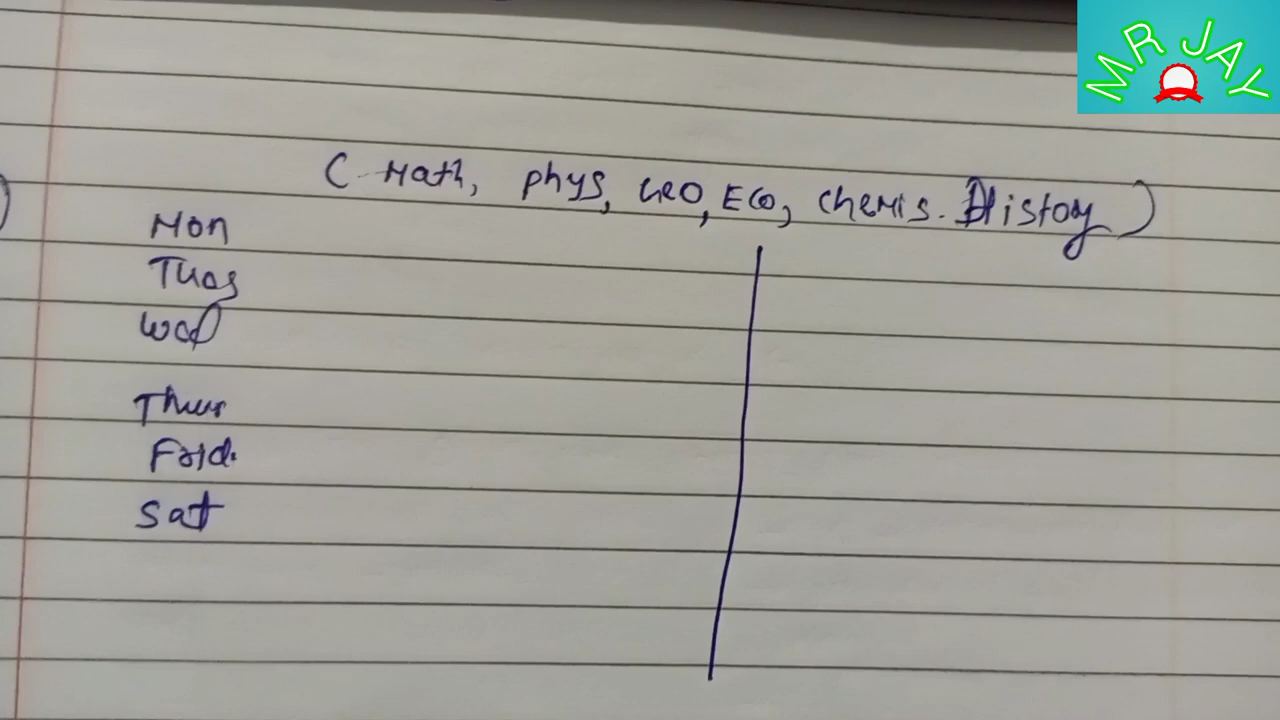 MR JAY
( Math, phys, GEO, ECO, chemis. History )
Mon
Tues
Wed
Thur
Frid.
Sat